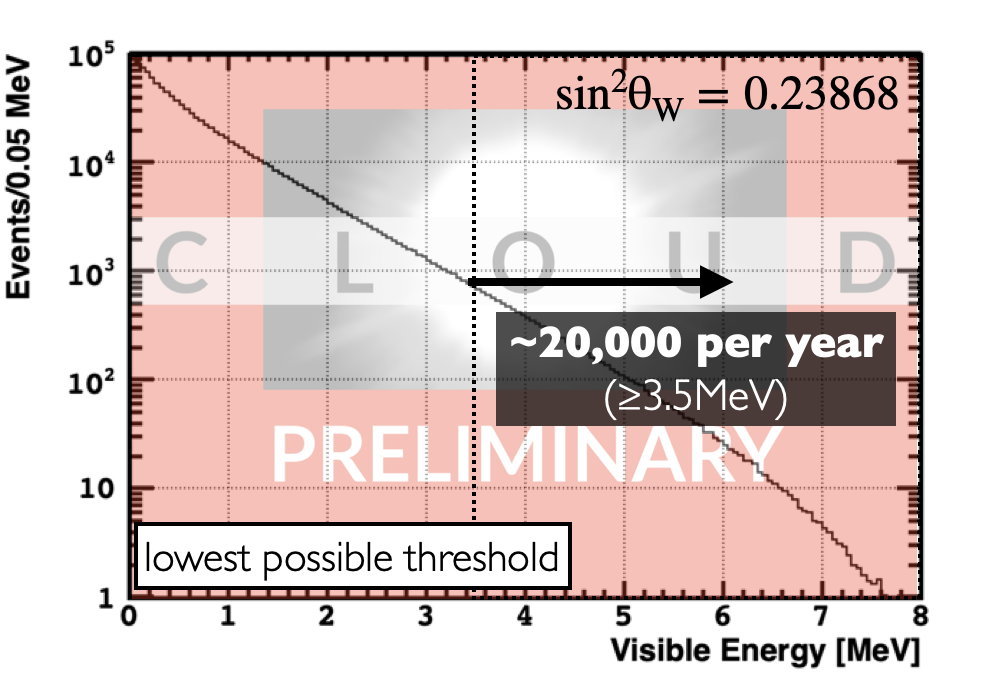 Events/0.05 MeV
10⁵
10⁴
10³
10²
10
1
sin²θ_W = 0.23868
C L O U D
~20,000 per year
(≥3.5MeV)
PRELIMINARY
lowest possible threshold
0 1 2 3 4 5 6 7 8
Visible Energy [MeV]